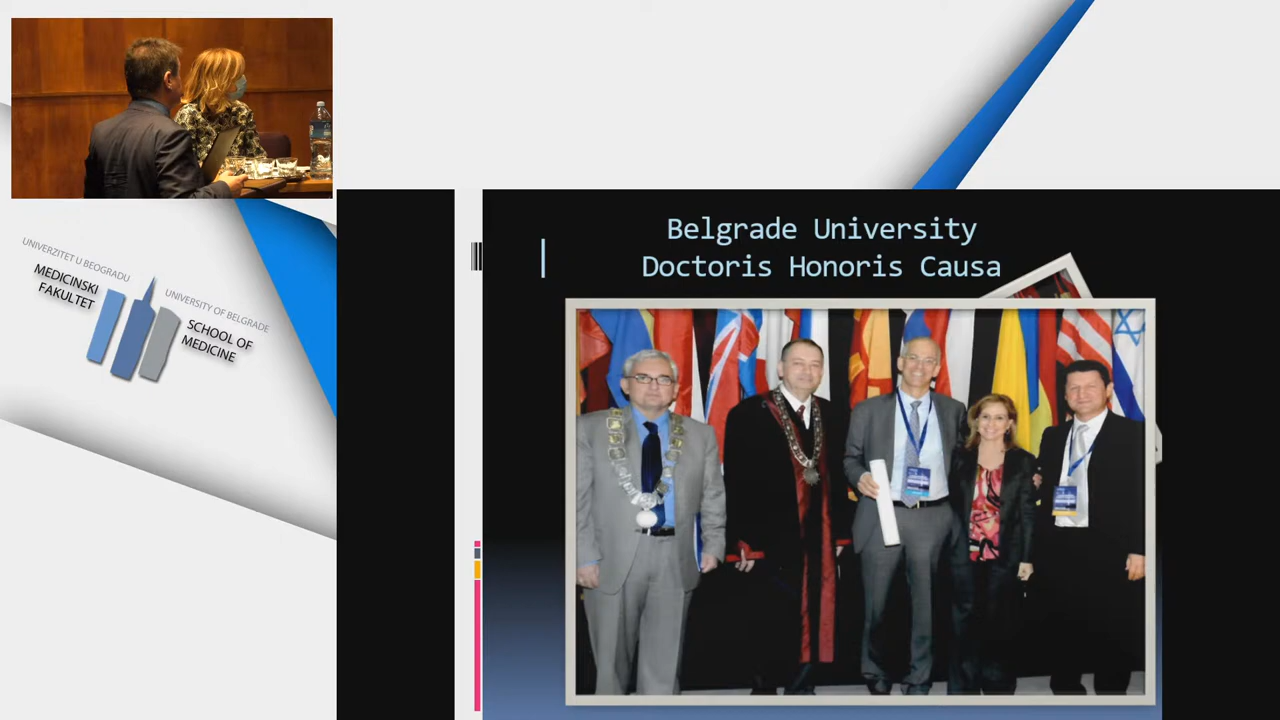 UNIVERZITET U BEOGRADU
MEDICINSKI
FAKULTET
UNIVERSITY OF BELGRADE
SCHOOL OF
MEDICINE
Belgrade University
Doctoris Honoris Causa